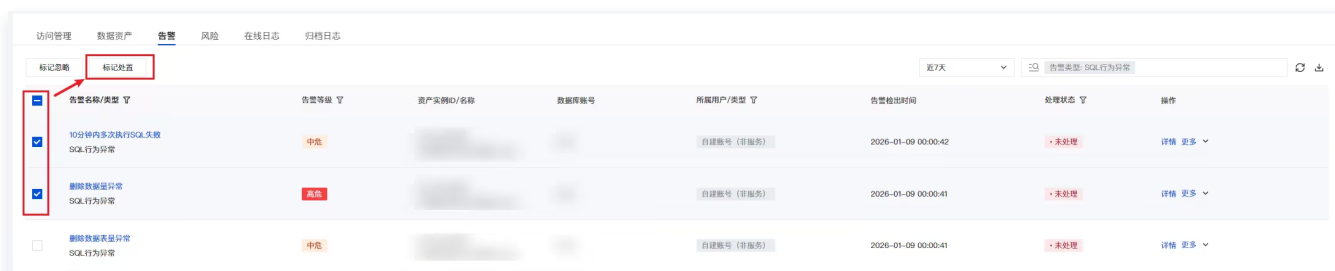 访问管理 数据资产 告警 风险 在线日志 归档日志
标记忽略 标记处置 近7天 告警类型: SQL行为异常
告警名称/类型 告警等级 资产实例ID/名称 数据库账号 所属用户/类型 告警检出时间 处理状态 操作
10分钟内多次执行SQL失败
SQL行为异常
中危 自建账号（非服务） 2026-01-09 00:00:42 未处理 详情 更多
删除数据量异常
SQL行为异常
高危 自建账号（非服务） 2026-01-09 00:00:41 未处理 详情 更多
删除数据表量异常
SQL行为异常
中危 自建账号（非服务） 2026-01-09 00:00:41 未处理 详情 更多